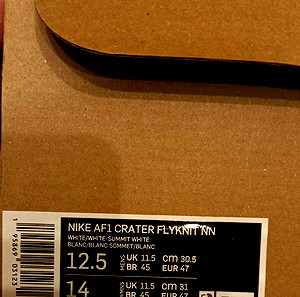 NIKE AF1 CRATER FLYKNIT NN
WHITE/WHITE-SUMMIT WHITE
BLANC/BLANC SOMMET/BLANC
12.5 MENS UK 11.5 cm 30.5
BR 45 EUR 47
14 UK 11.5 cm 31
BR 45 EUR 47